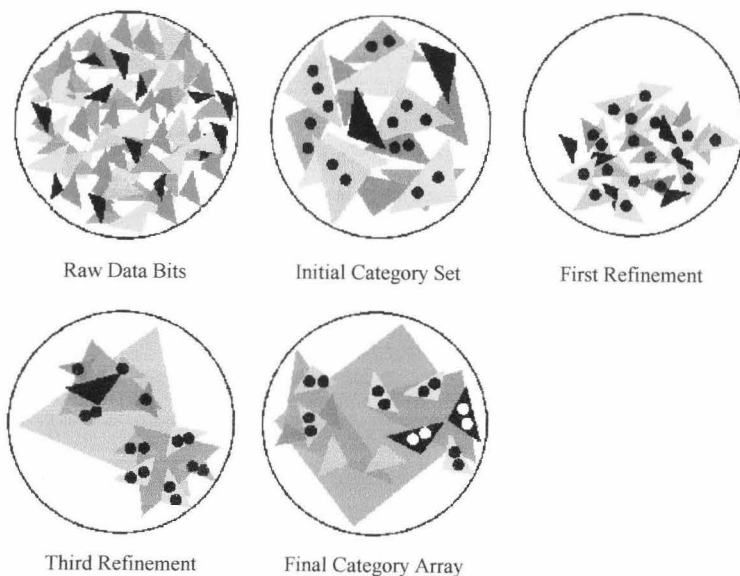 Raw Data Bits
Initial Category Set
First Refinement
Third Refinement
Final Category Array